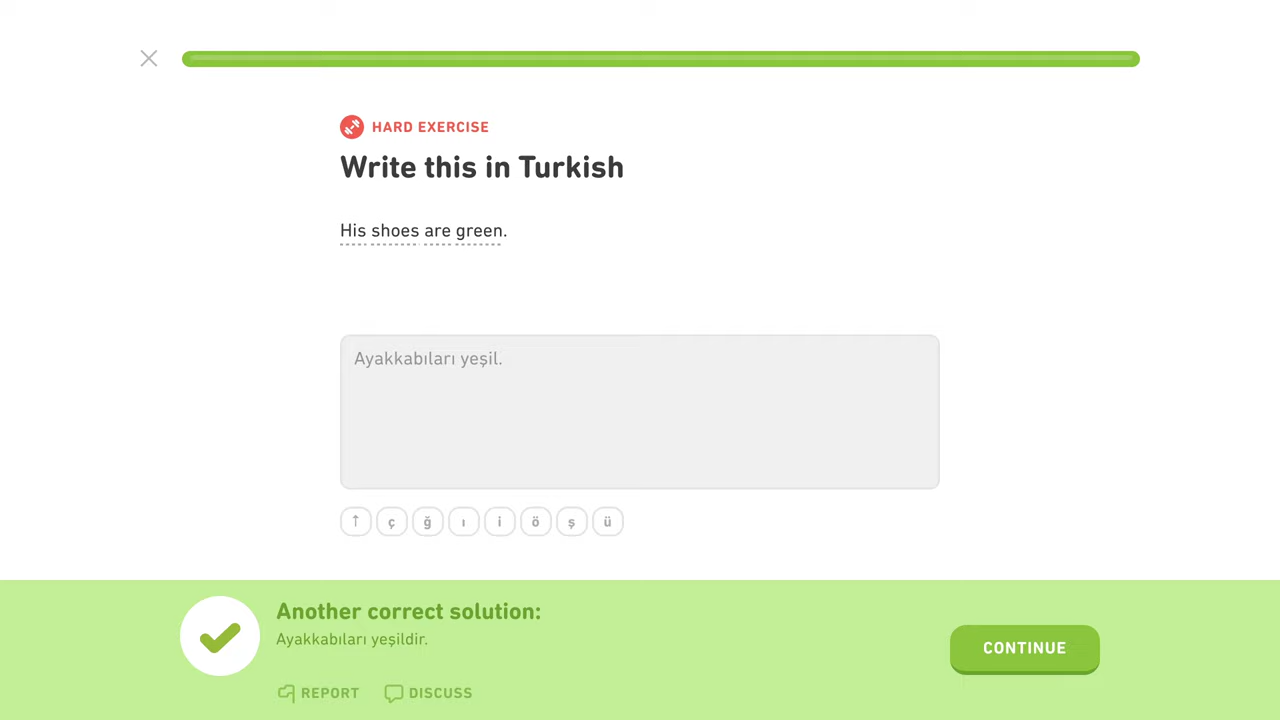 HARD EXERCISE
Write this in Turkish
His shoes are green.
Ayakkabıları yeşil.
↑ ç ğ ı i ö ş ü
Another correct solution:
Ayakkabıları yeşildir.
CONTINUE
REPORT DISCUSS